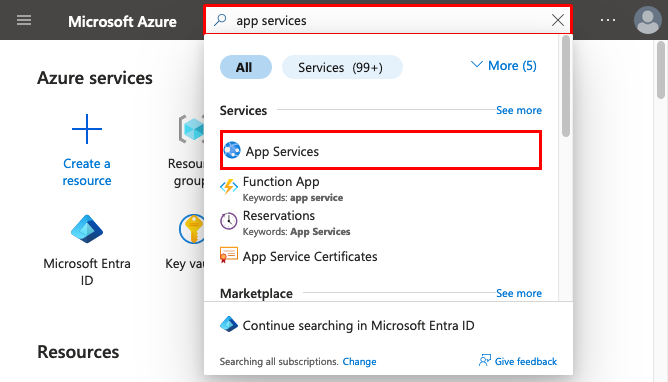 Microsoft Azure
app services
Azure services
Create a
resource
Resou
group
Microsoft Entra
ID
Key vau
Resources
All
Services (99+)
More (5)
Services
See more
App Services
Function App
Keywords: app service
Reservations
Keywords: App Services
App Service Certificates
Marketplace
See more
Continue searching in Microsoft Entra ID
Searching all subscriptions. Change
Give feedback